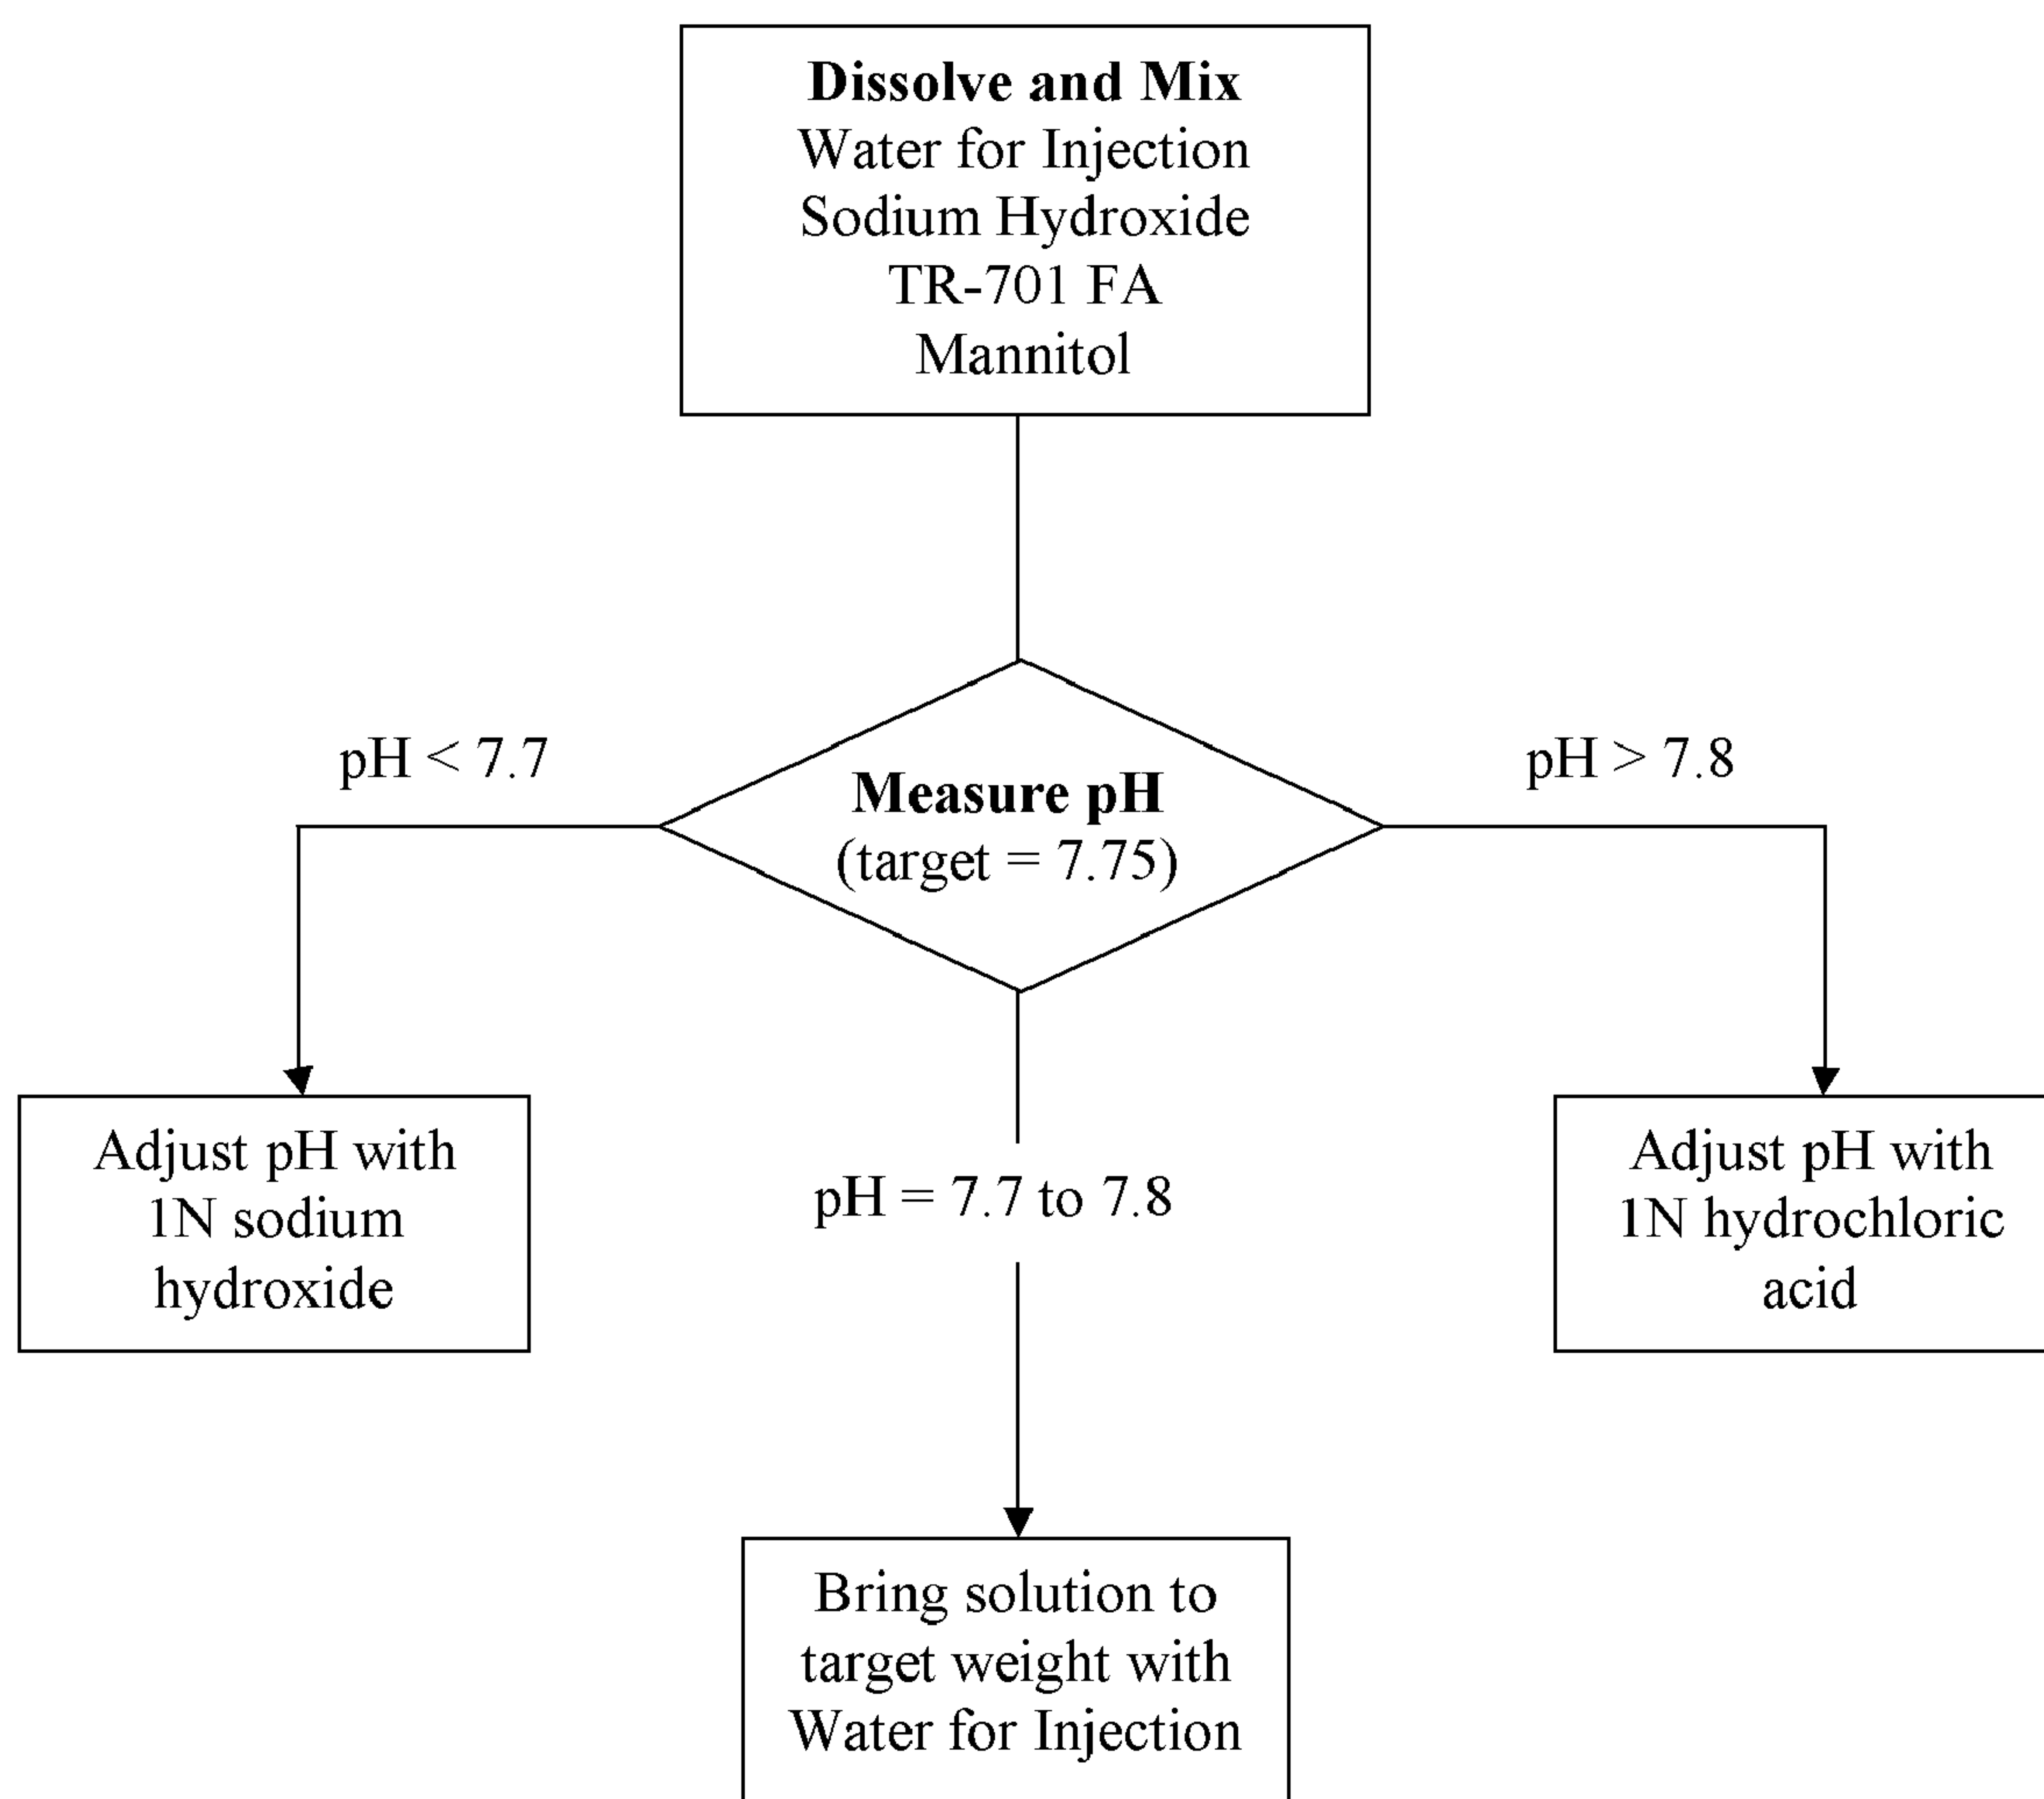 Dissolve and Mix
Water for Injection
Sodium Hydroxide
TR-701 FA
Mannitol
pH < 7.7
pH > 7.8
Measure pH
(target = 7.75)
Adjust pH with
1N sodium
hydroxide
pH = 7.7 to 7.8
Adjust pH with
1N hydrochloric
acid
Bring solution to
target weight with
Water for Injection